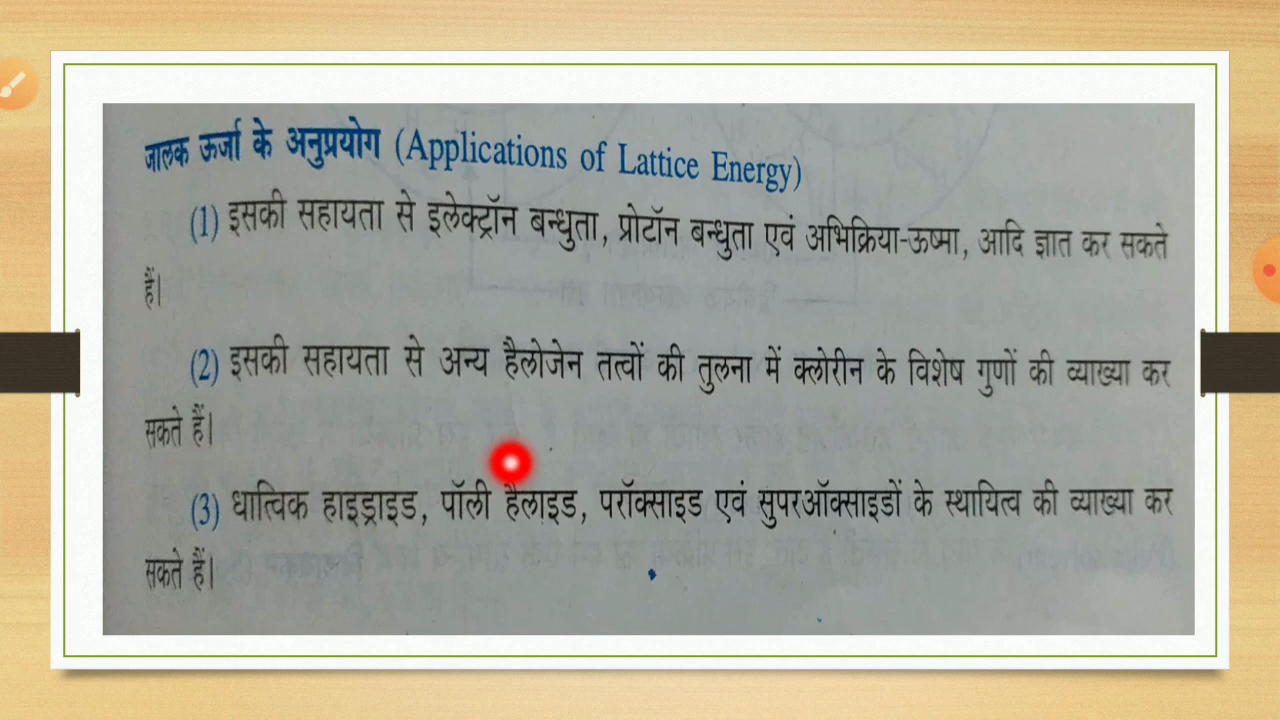 जालक ऊर्जा के अनुप्रयोग (Applications of Lattice Energy)
(1) इसकी सहायता से इलेक्ट्रॉन बन्धुता, प्रोटॉन बन्धुता एवं अभिक्रिया-ऊष्मा, आदि ज्ञात कर सकते
हैं।
(2) इसकी सहायता से अन्य हैलोजेन तत्वों की तुलना में क्लोरीन के विशेष गुणों की व्याख्या कर
सकते हैं।
(3) धात्विक हाइड्राइड, पॉली हैलाइड, परॉक्साइड एवं सुपरऑक्साइडों के स्थायित्व की व्याख्या कर
सकते हैं।